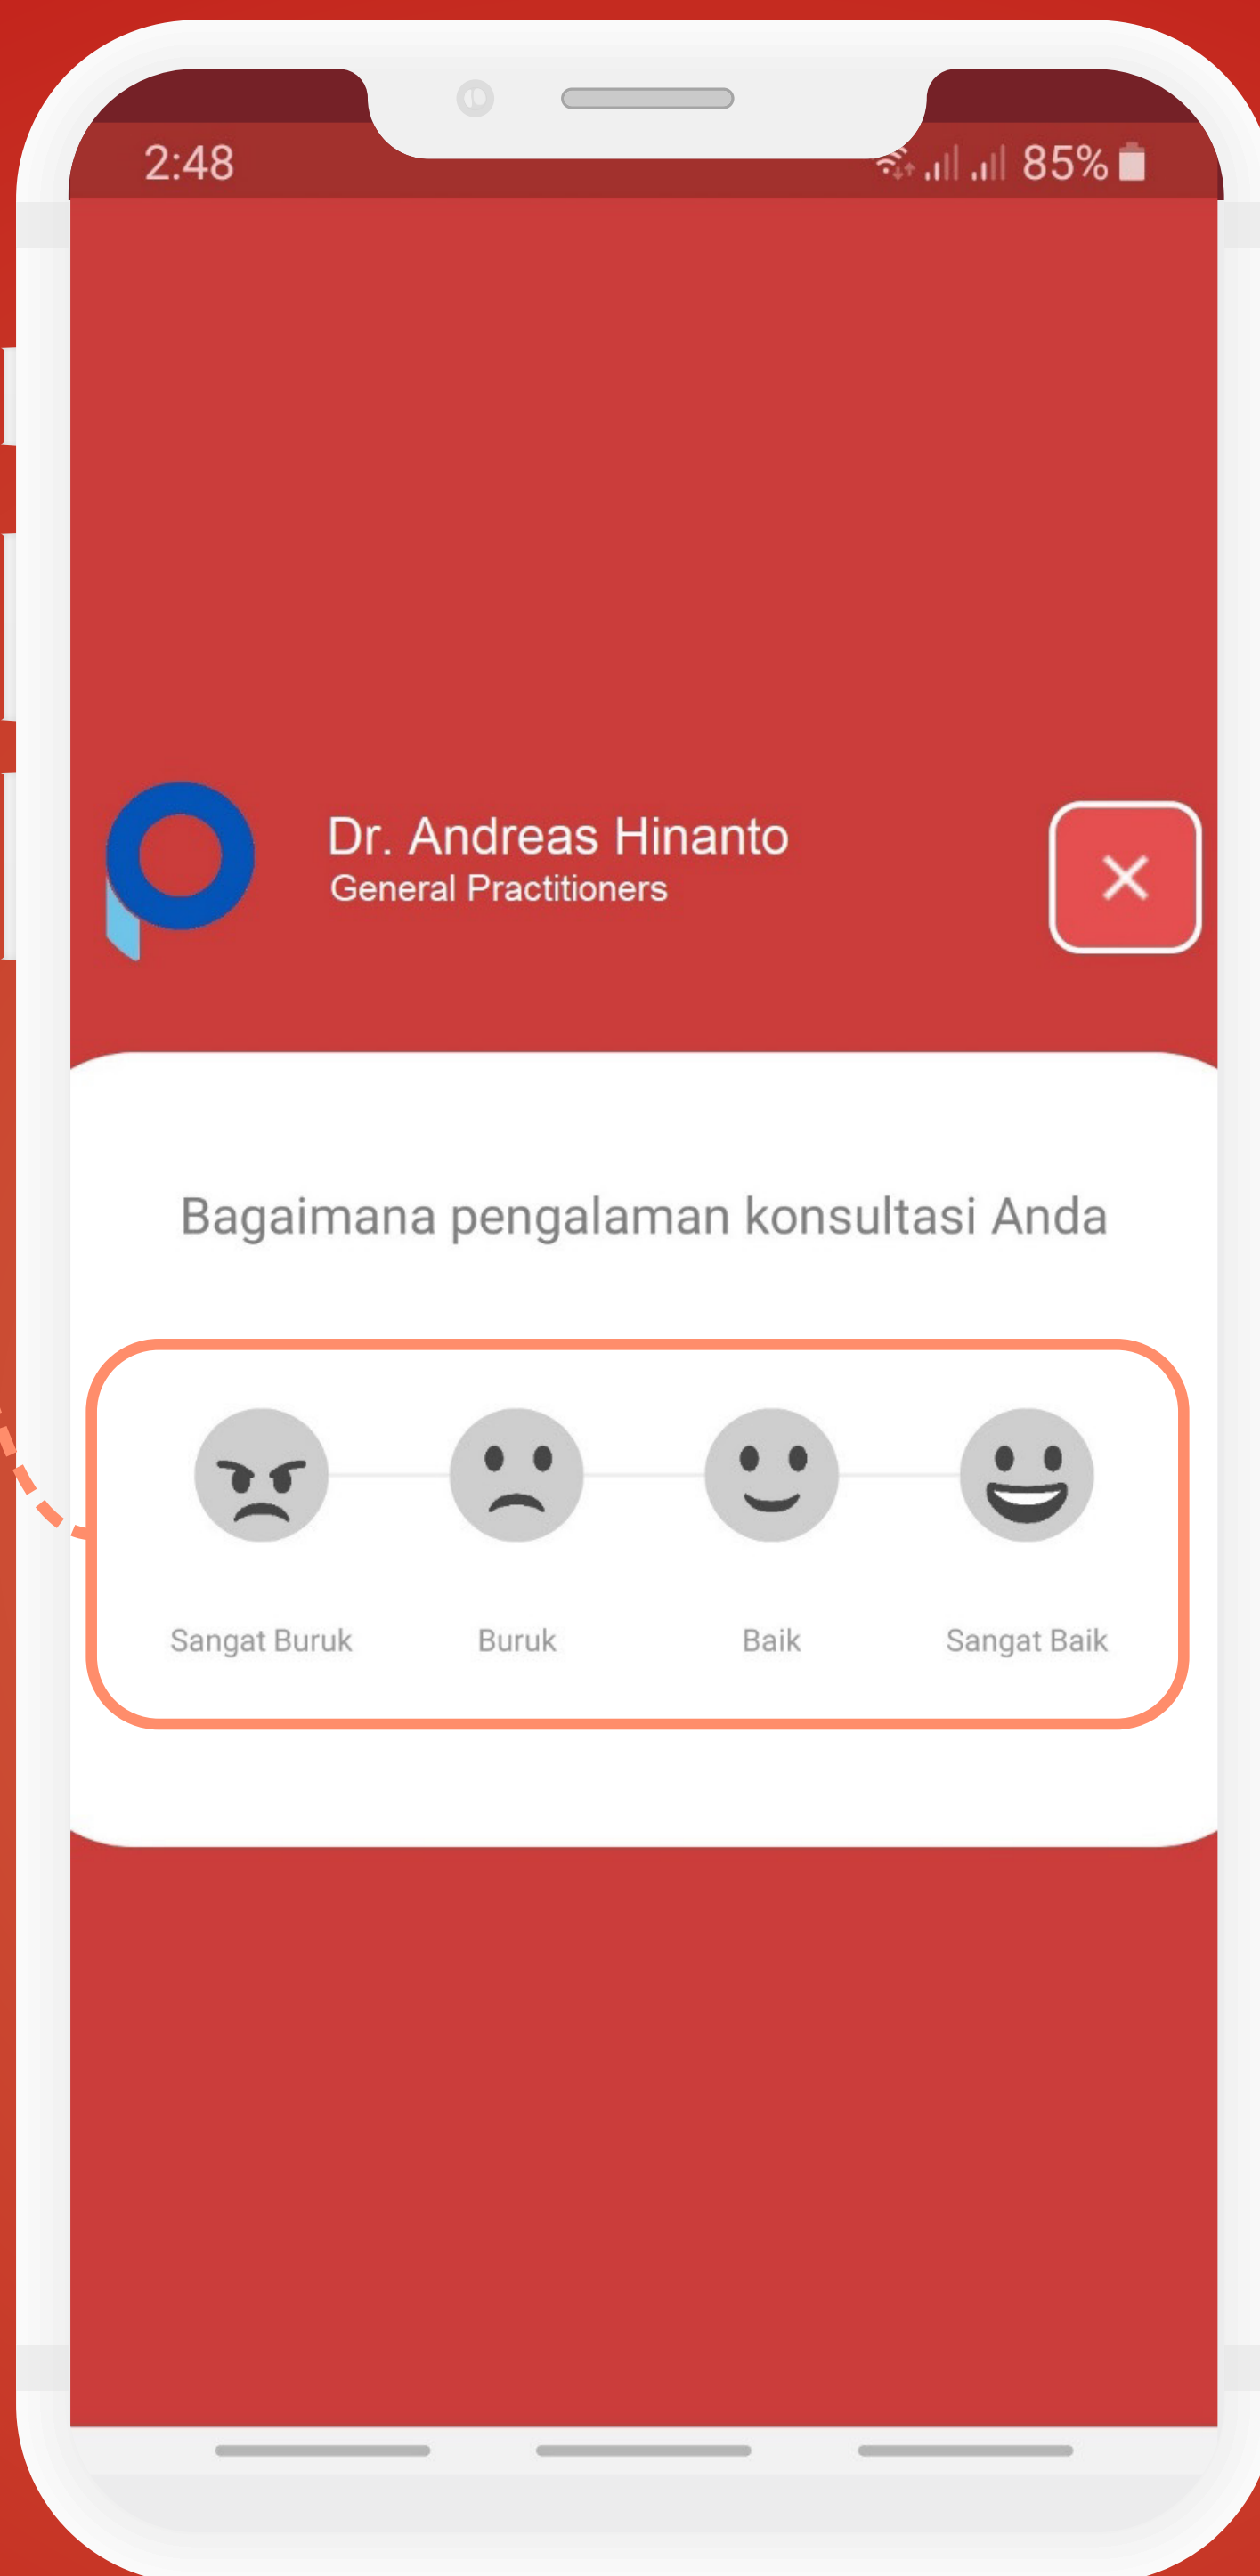 2:48
85%
Dr. Andreas Hinanto
General Practitioners
Bagaimana pengalaman konsultasi Anda
Sangat Buruk
Buruk
Baik
Sangat Baik